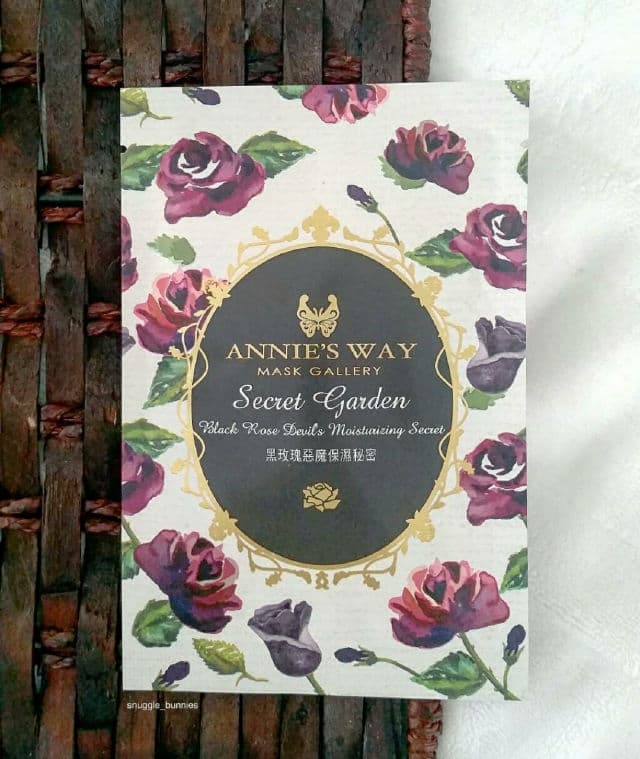 ANNIE'S WAY
MASK GALLERY
Secret Garden
Black Rose Devil's Moisturizing Secret
黑玫瑰惡魔保濕秘密
snuggle_bunnies